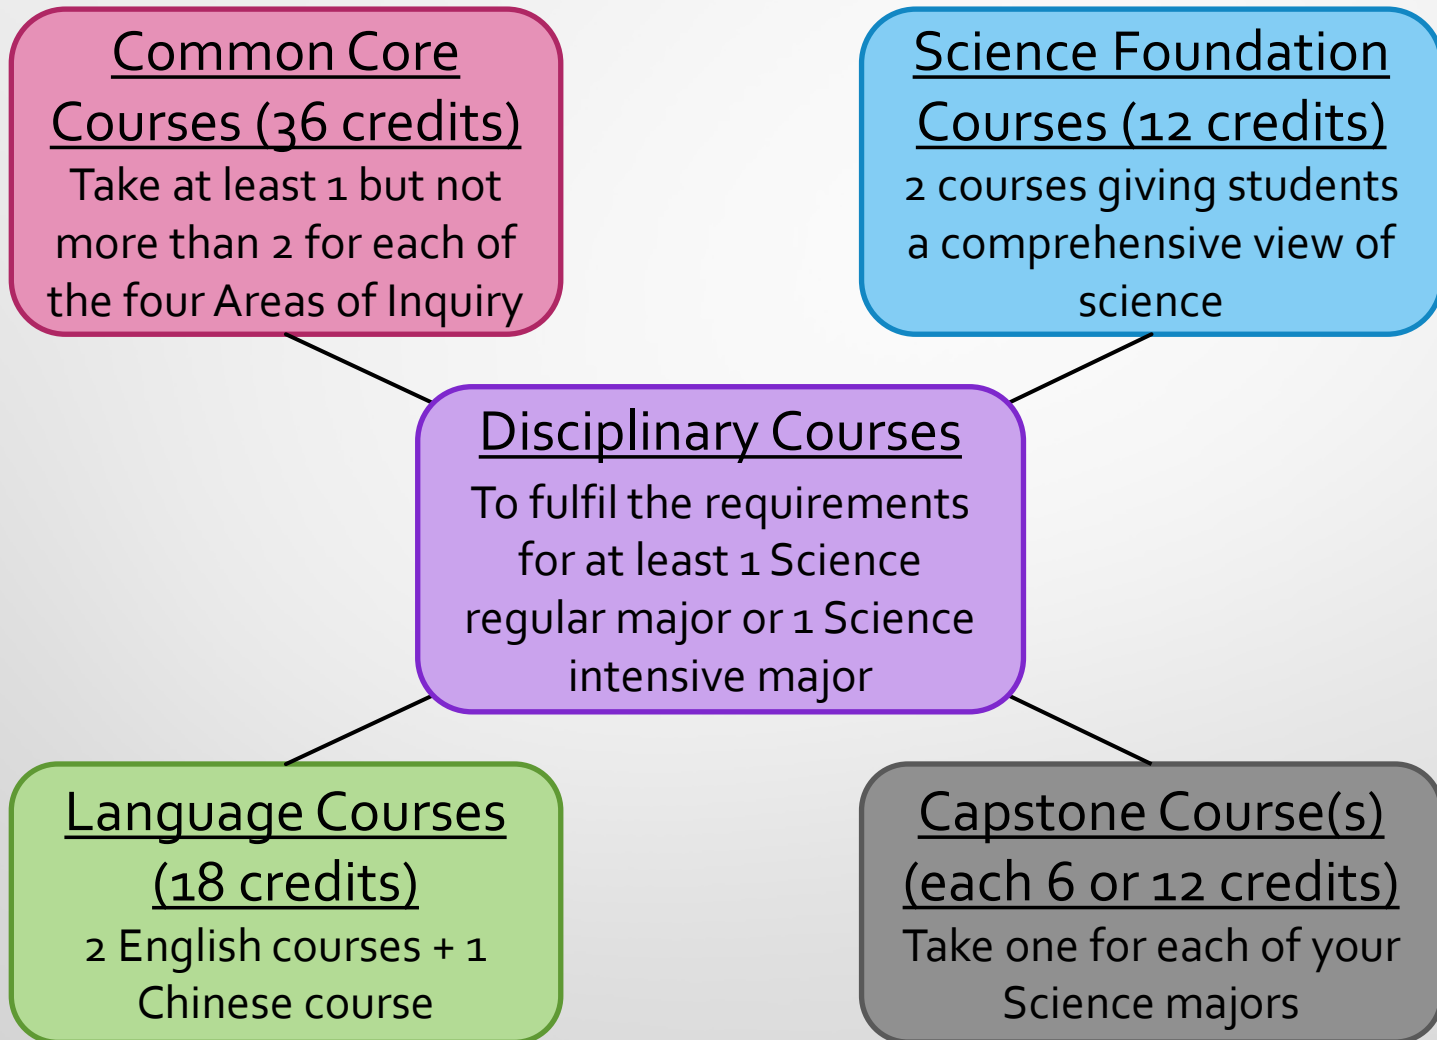 Common Core
Courses (36 credits)
Take at least 1 but not
more than 2 for each of
the four Areas of Inquiry
Science Foundation
Courses (12 credits)
2 courses giving students
a comprehensive view of
science
Disciplinary Courses
To fulfil the requirements
for at least 1 Science
regular major or 1 Science
intensive major
Language Courses
(18 credits)
2 English courses + 1
Chinese course
Capstone Course(s)
(each 6 or 12 credits)
Take one for each of your
Science majors